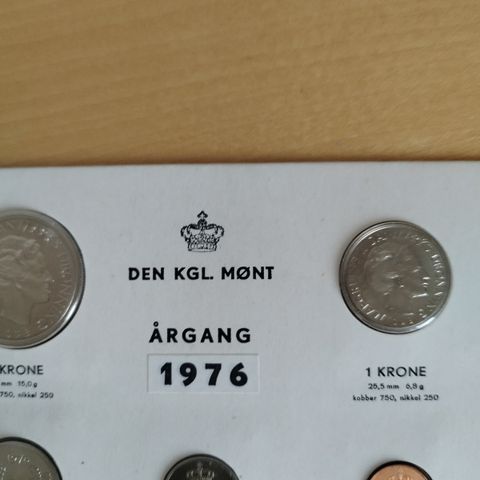 DEN KGL. MØNT
ÅRGANG
1976
KRONE
mm 15,0 g
750, nikkel 250
1 KRONE
25,5 mm 6,8 g
kobber 750, nikkel 250